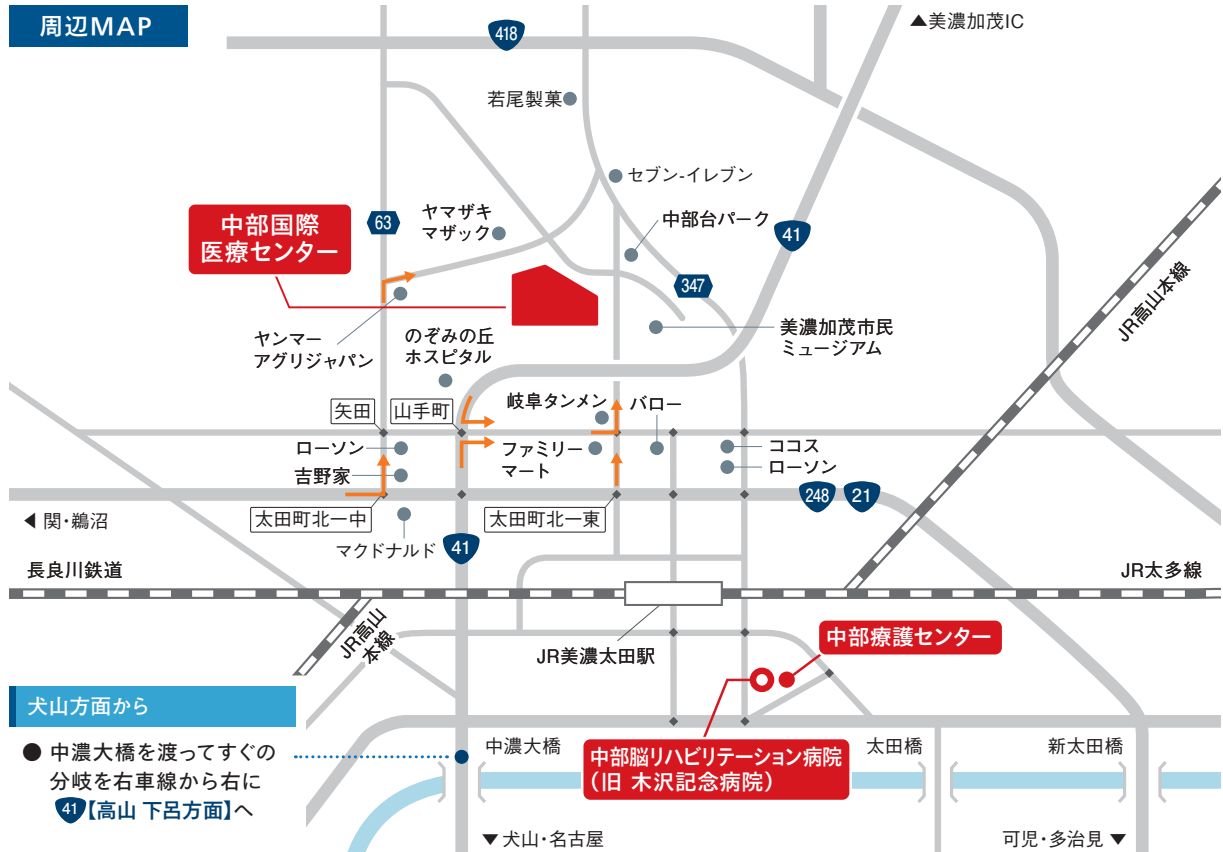 周辺MAP
▲美濃加茂IC
418
若尾製菓
セブン-イレブン
中部国際
医療センター
63
ヤマザキ
マザック
中部台パーク
41
347
JR高山本線
ヤンマー
アグリジャパン
のぞみの丘
ホスピタル
美濃加茂市民
ミュージアム
矢田
山手町
岐阜タンメン
バロー
ローソン
吉野家
ファミリー
マート
ココス
ローソン
248
21
◀関・鵜沼
太田町北一中
太田町北一東
マクドナルド
41
長良川鉄道
JR太多線
JR高山
本線
JR美濃太田駅
中部療護センター
犬山方面から
● 中濃大橋を渡ってすぐの
分岐を右車線から右に
41【高山 下呂方面】へ
中濃大橋
中部脳リハビリテーション病院
（旧 木沢記念病院）
太田橋
新太田橋
▼犬山・名古屋
可児・多治見▼